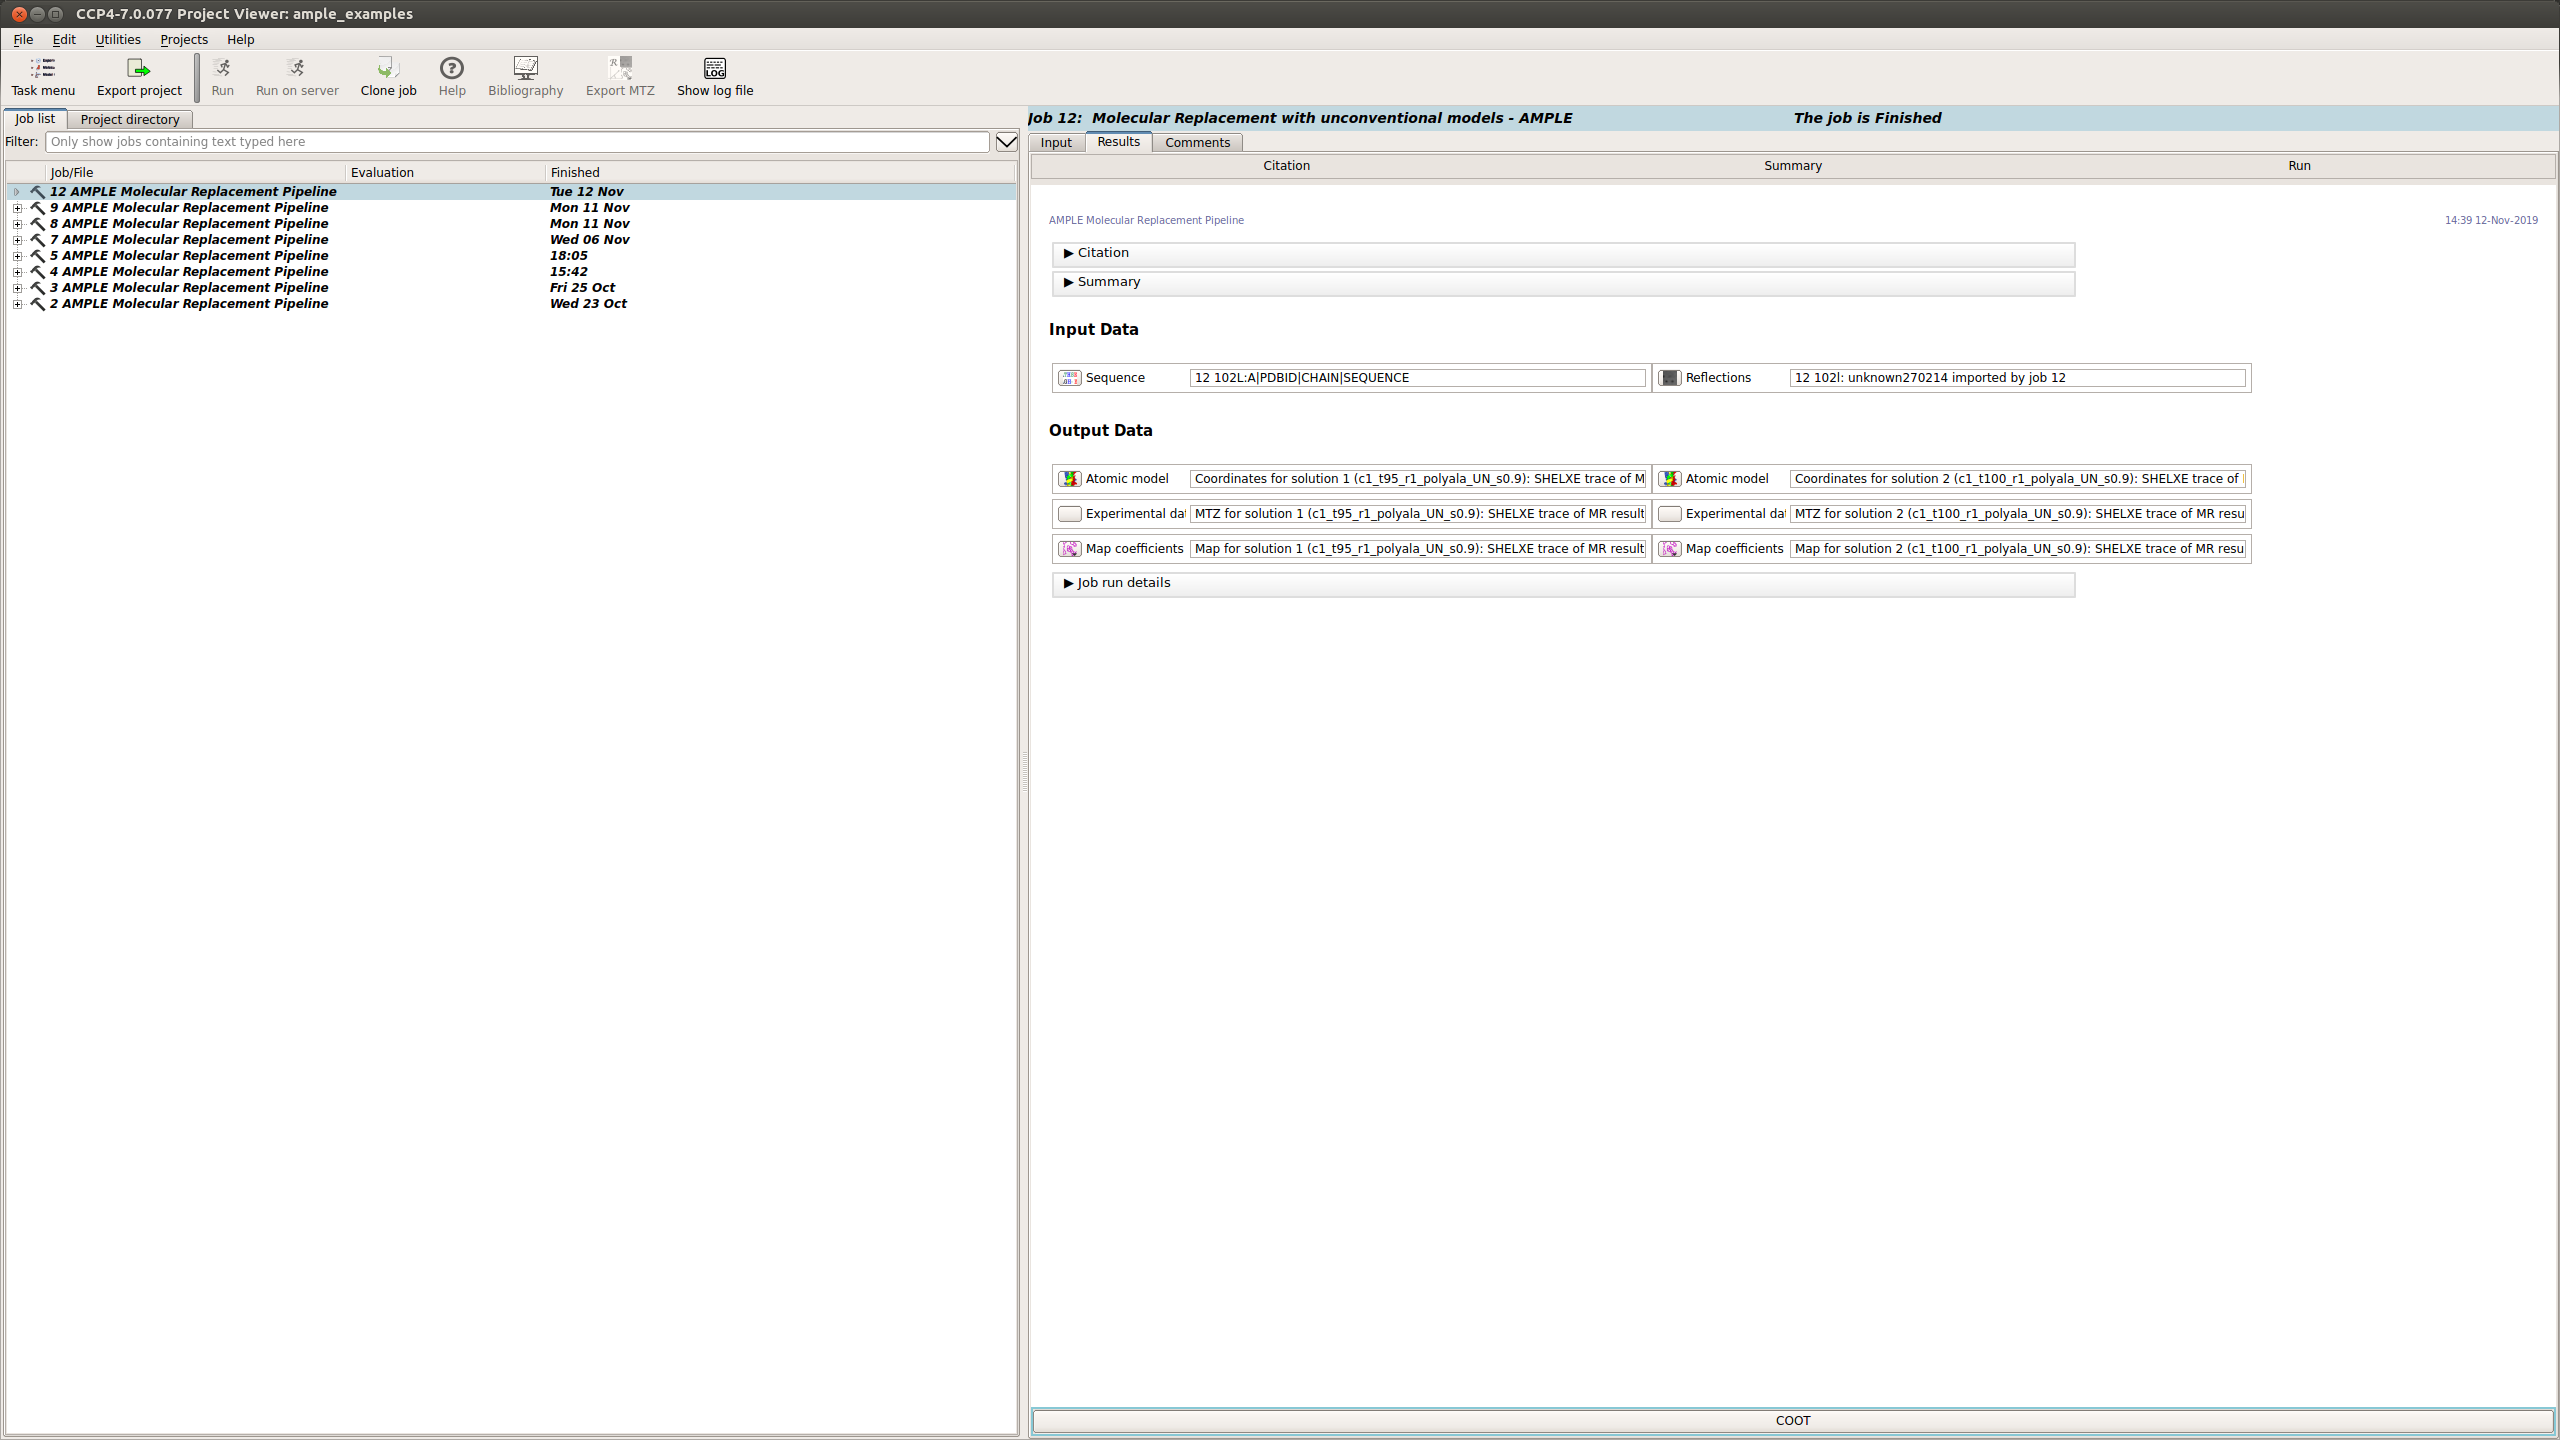 CCP4-7.0.077 Project Viewer: ample_examples
File Edit Utilities Projects Help
Task menu Export project Run Run on server Clone job Help Bibliography Export MTZ Show log file
Job list Project directory
Filter: Only show jobs containing text typed here
Job/File Evaluation Finished
12 AMPLE Molecular Replacement Pipeline Tue 12 Nov
9 AMPLE Molecular Replacement Pipeline Mon 11 Nov
8 AMPLE Molecular Replacement Pipeline Mon 11 Nov
7 AMPLE Molecular Replacement Pipeline Wed 06 Nov
5 AMPLE Molecular Replacement Pipeline 18:05
4 AMPLE Molecular Replacement Pipeline 15:42
3 AMPLE Molecular Replacement Pipeline Fri 25 Oct
2 AMPLE Molecular Replacement Pipeline Wed 23 Oct
Job 12: Molecular Replacement with unconventional models - AMPLE The job is Finished
Input Results Comments
Citation Summary Run
AMPLE Molecular Replacement Pipeline 14:39 12-Nov-2019
▶ Citation
▶ Summary
Input Data
Sequence 12 102L:A|PDBID|CHAIN|SEQUENCE Reflections 12 102l: unknown270214 imported by job 12
Output Data
Atomic model Coordinates for solution 1 (c1_t95_r1_polyala_UN_s0.9): SHELXE trace of M Atomic model Coordinates for solution 2 (c1_t100_r1_polyala_UN_s0.9): SHELXE trace of
Experimental dat MTZ for solution 1 (c1_t95_r1_polyala_UN_s0.9): SHELXE trace of MR result Experimental dat MTZ for solution 2 (c1_t100_r1_polyala_UN_s0.9): SHELXE trace of MR resu
Map coefficients Map for solution 1 (c1_t95_r1_polyala_UN_s0.9): SHELXE trace of MR result Map coefficients Map for solution 2 (c1_t100_r1_polyala_UN_s0.9): SHELXE trace of MR resu
▶ Job run details
COOT